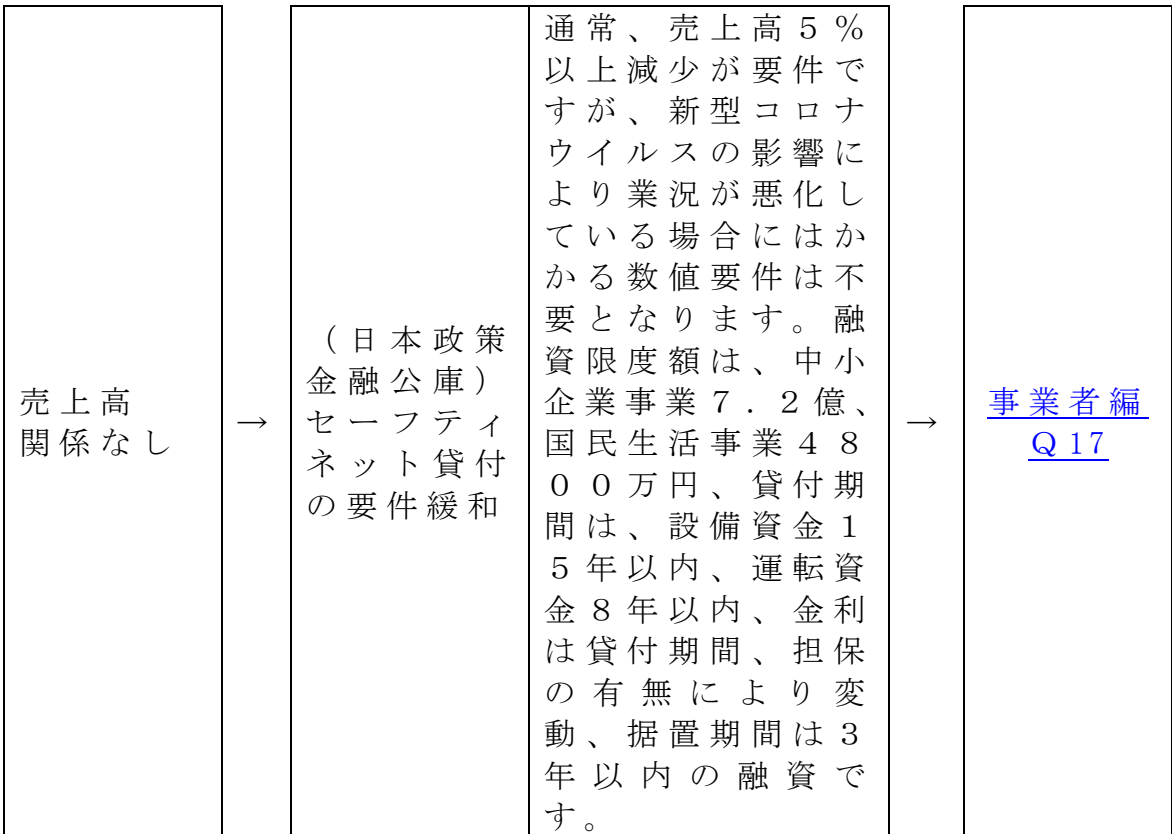 売上高
関係なし
→
（日本政策
金融公庫）
セーフティ
ネット貸付
の要件緩和
通常、売上高５％
以上減少が要件で
すが、新型コロナ
ウイルスの影響に
より業況が悪化し
ている場合にはか
かる数値要件は不
要となります。融
資限度額は、中小
企業事業７．２億、
国民生活事業４８
００万円、貸付期
間は、設備資金１
５年以内、運転資
金８年以内、金利
は貸付期間、担保
の有無により変
動、据置期間は３
年以内の融資で
す。
→
事業者編
Q 17